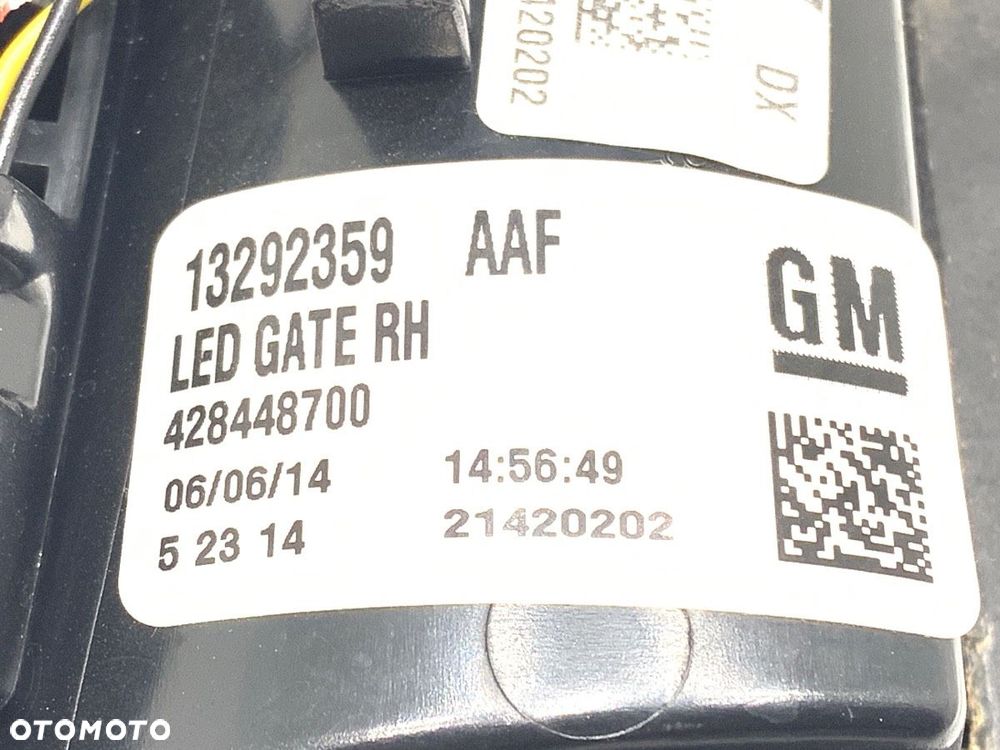 120202
DX
13292359 AAF
GM
LED GATE RH
428448700
06/06/14 14:56:49
5 23 14 21420202
OTOMOTO